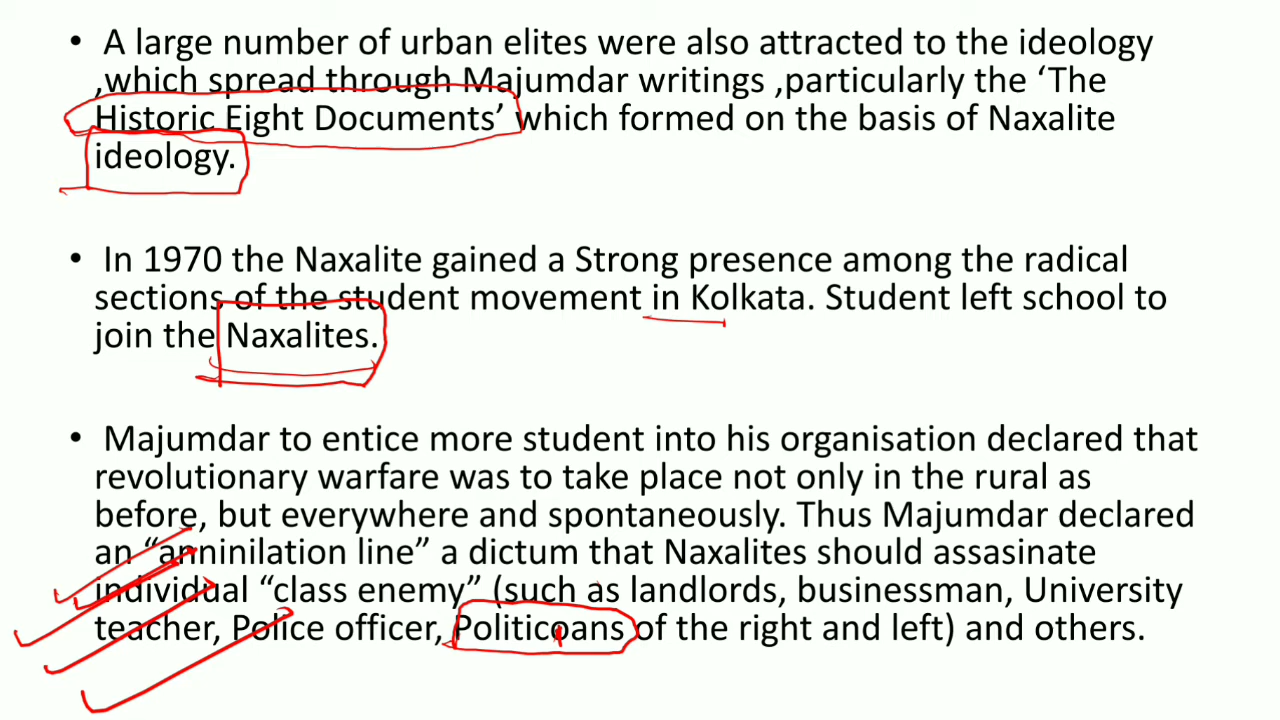 • A large number of urban elites were also attracted to the ideology
,which spread through Majumdar writings ,particularly the ‘The
Historic Eight Documents’ which formed on the basis of Naxalite
ideology.
• In 1970 the Naxalite gained a Strong presence among the radical
sections of the student movement in Kolkata. Student left school to
join the Naxalites.
• Majumdar to entice more student into his organisation declared that
revolutionary warfare was to take place not only in the rural as
before, but everywhere and spontaneously. Thus Majumdar declared
an “anninilation line” a dictum that Naxalites should assasinate
individual “class enemy” (such as landlords, businessman, University
teacher, Police officer, Politicoans of the right and left) and others.